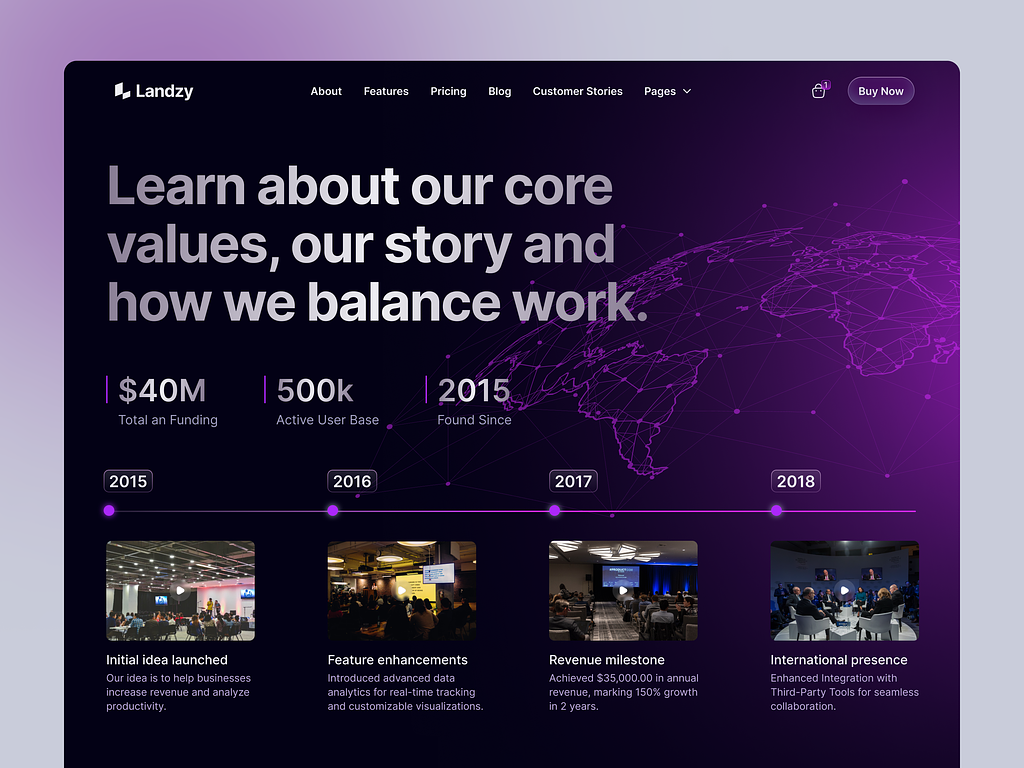 Landzy
About
Features
Pricing
Blog
Customer Stories
Pages
1
Buy Now
Learn about our core
values, our story and
how we balance work.
$40M
Total an Funding
500k
Active User Base
2015
Found Since
2015
2016
2017
2018
Initial idea launched
Our idea is to help businesses
increase revenue and analyze
productivity.
Feature enhancements
Introduced advanced data
analytics for real-time tracking
and customizable visualizations.
Revenue milestone
Achieved $35,000.00 in annual
revenue, marking 150% growth
in 2 years.
International presence
Enhanced Integration with
Third-Party Tools for seamless
collaboration.